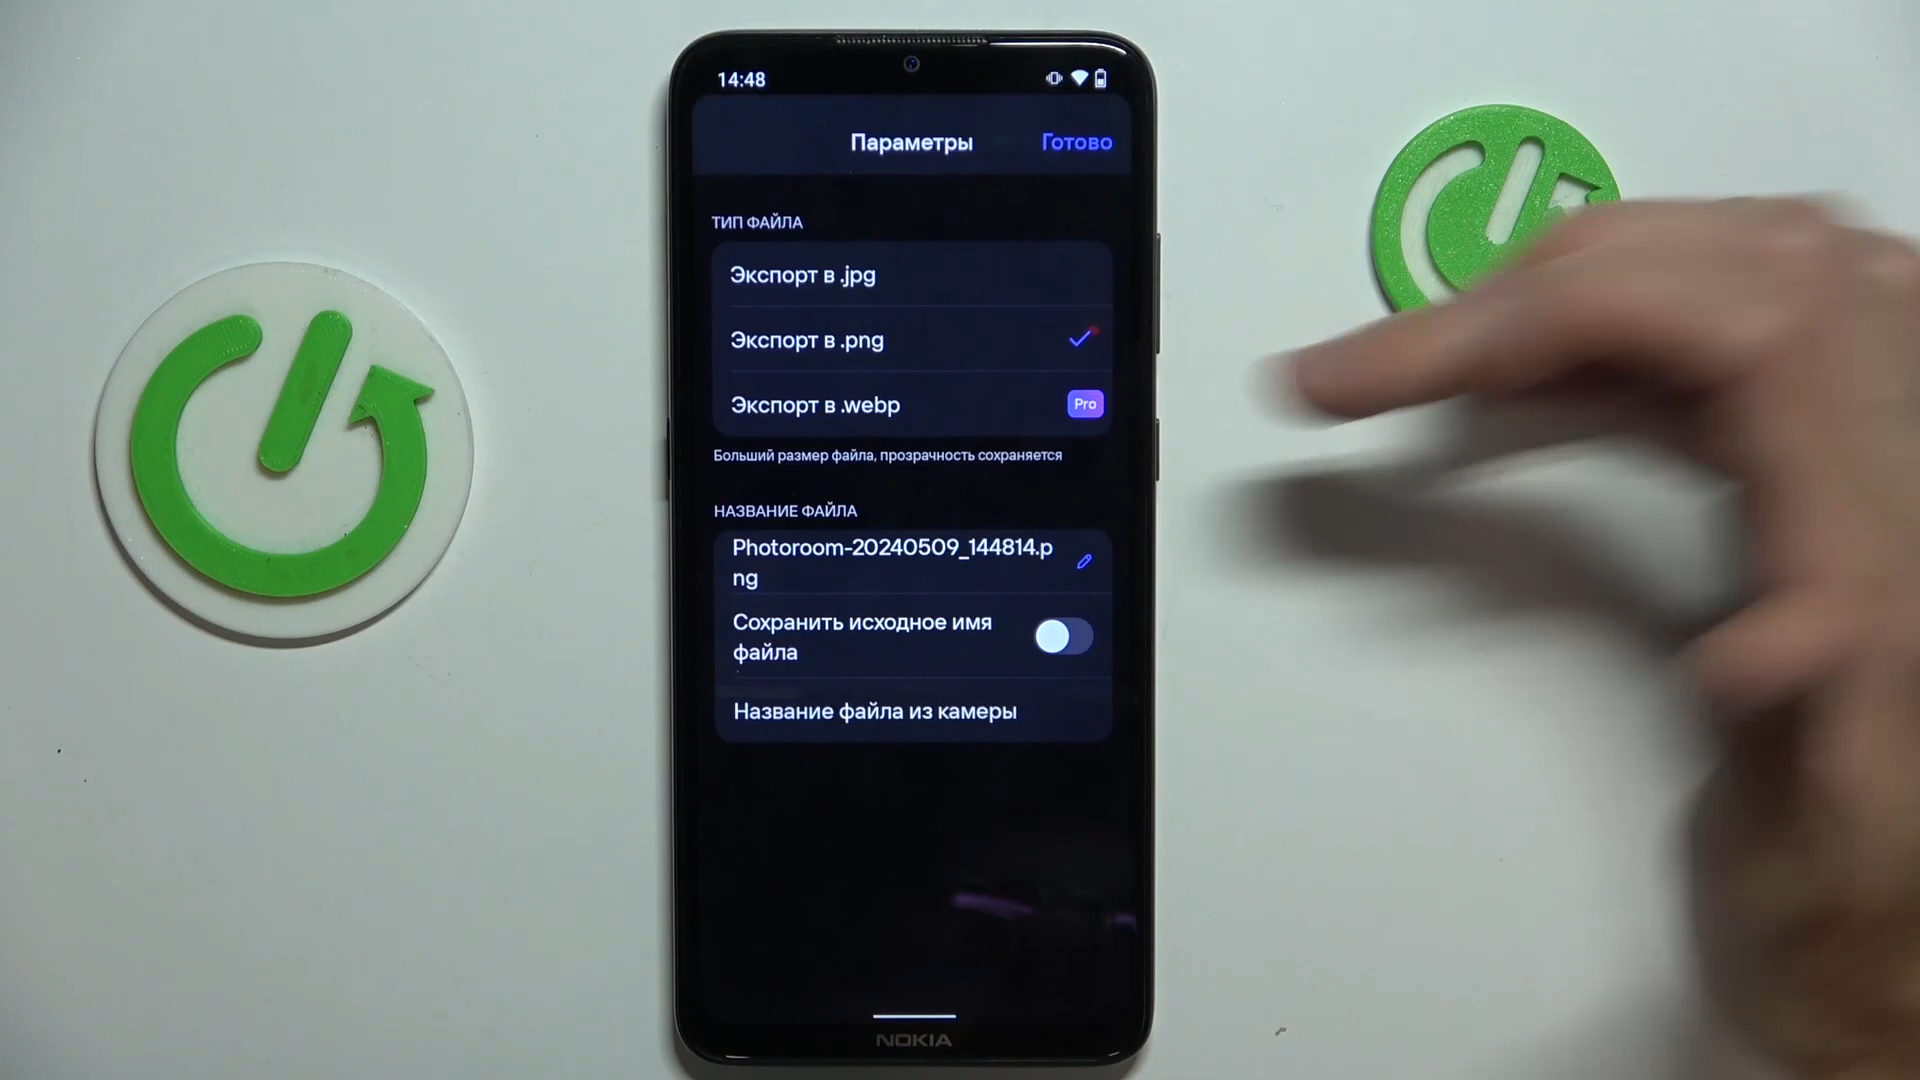 14:48
Параметры
Готово
ТИП ФАЙЛА
Экспорт в .jpg
Экспорт в .png
Экспорт в .webp
Pro
Больший размер файла, прозрачность сохраняется
НАЗВАНИЕ ФАЙЛА
Photoroom-20240509_144814.p
ng
Сохранить исходное имя
файла
Название файла из камеры
NOKIA